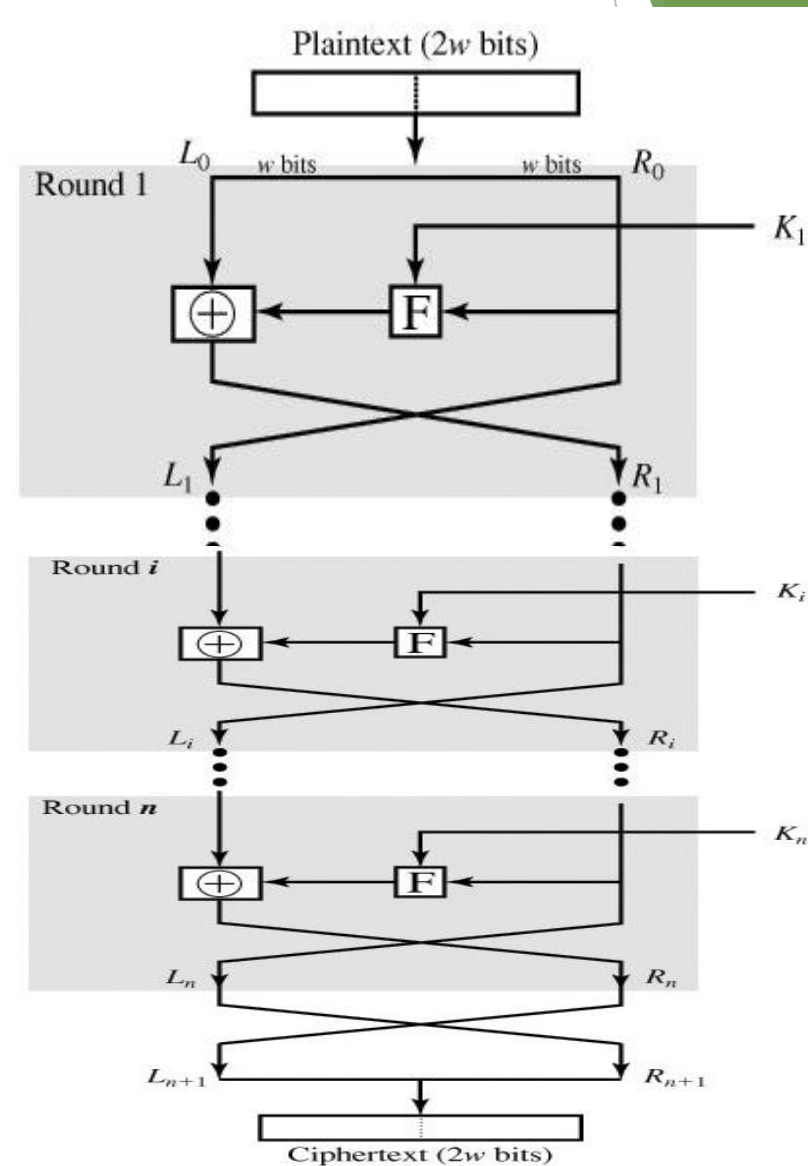 Plaintext (2w bits)
L₀ w bits w bits R₀
Round 1
K₁
⊕ F
L₁ R₁
Round i
Kᵢ
⊕ F
Lᵢ Rᵢ
Round n
Kₙ
⊕ F
Lₙ Rₙ
Lₙ₊₁ Rₙ₊₁
Ciphertext (2w bits)